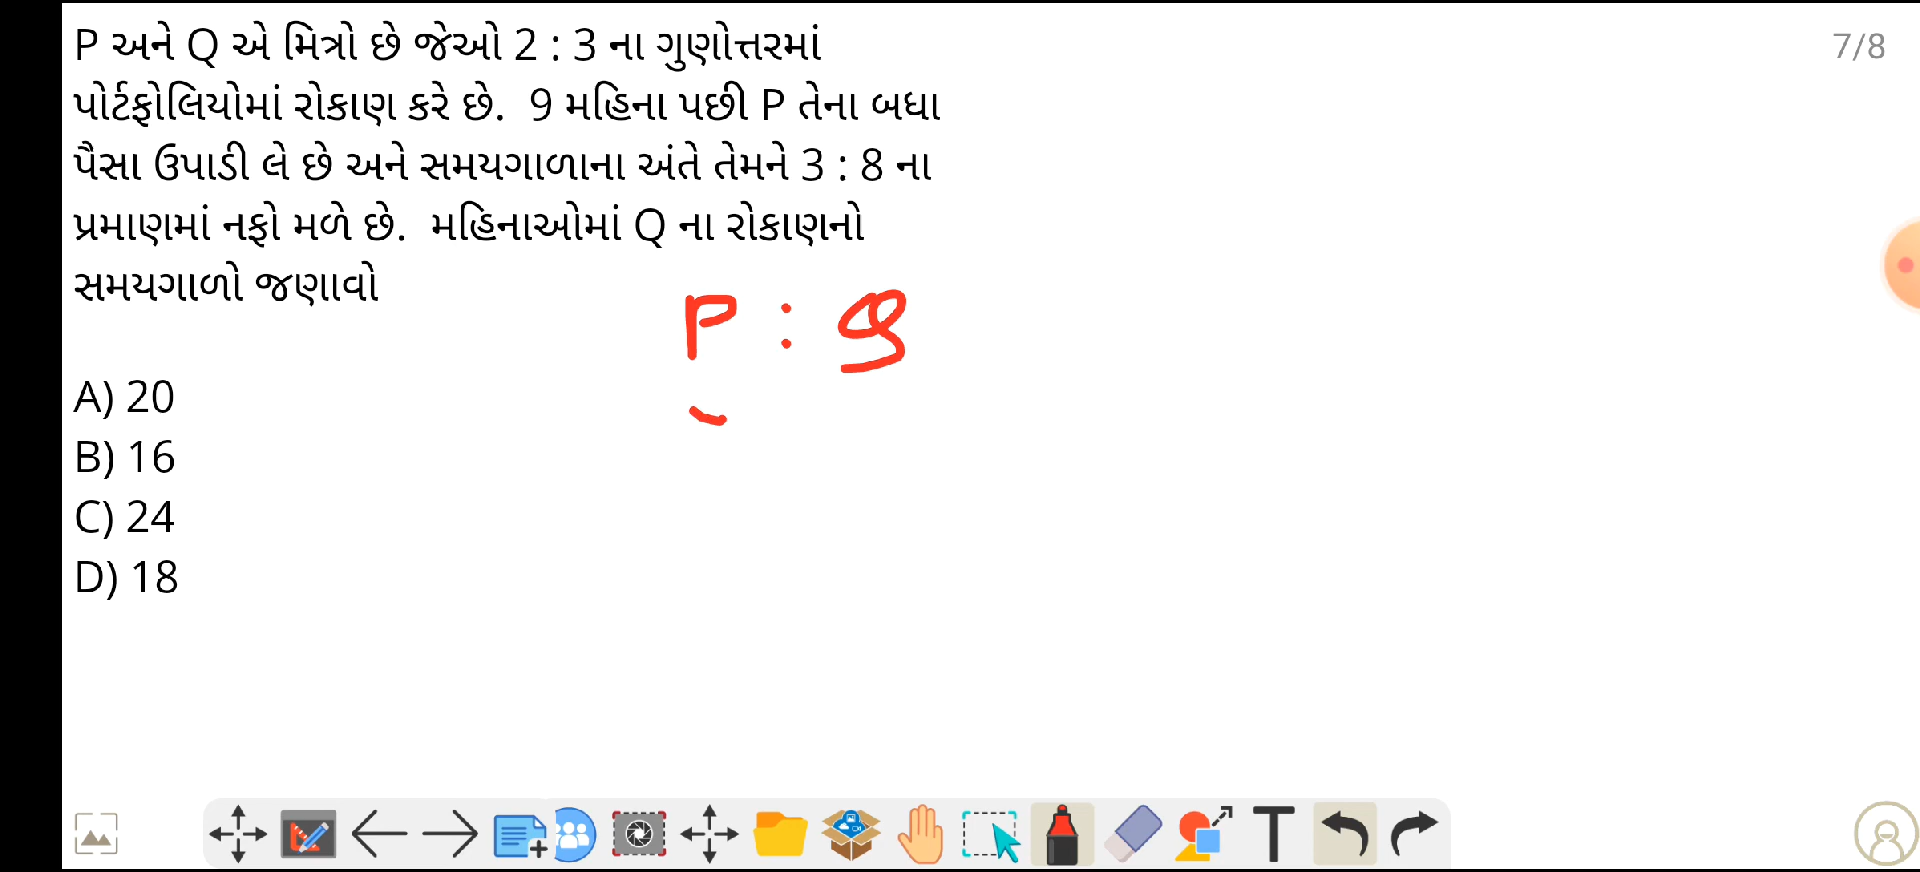 P અને Q એ મિત્રો છે જેઓ 2 : 3 ના ગુણોત્તરમાં
7/8
પોર્ટફોલિયોમાં રોકાણ કરે છે. 9 મહિના પછી P તેના બધા
પૈસા ઉપાડી લે છે અને સમયગાળાના અંતે તેમને 3 : 8 ના
પ્રમાણમાં નફો મળે છે. મહિનાઓમાં Q ના રોકાણનો
સમયગાળો જણાવો
P : Q
A) 20
B) 16
C) 24
D) 18